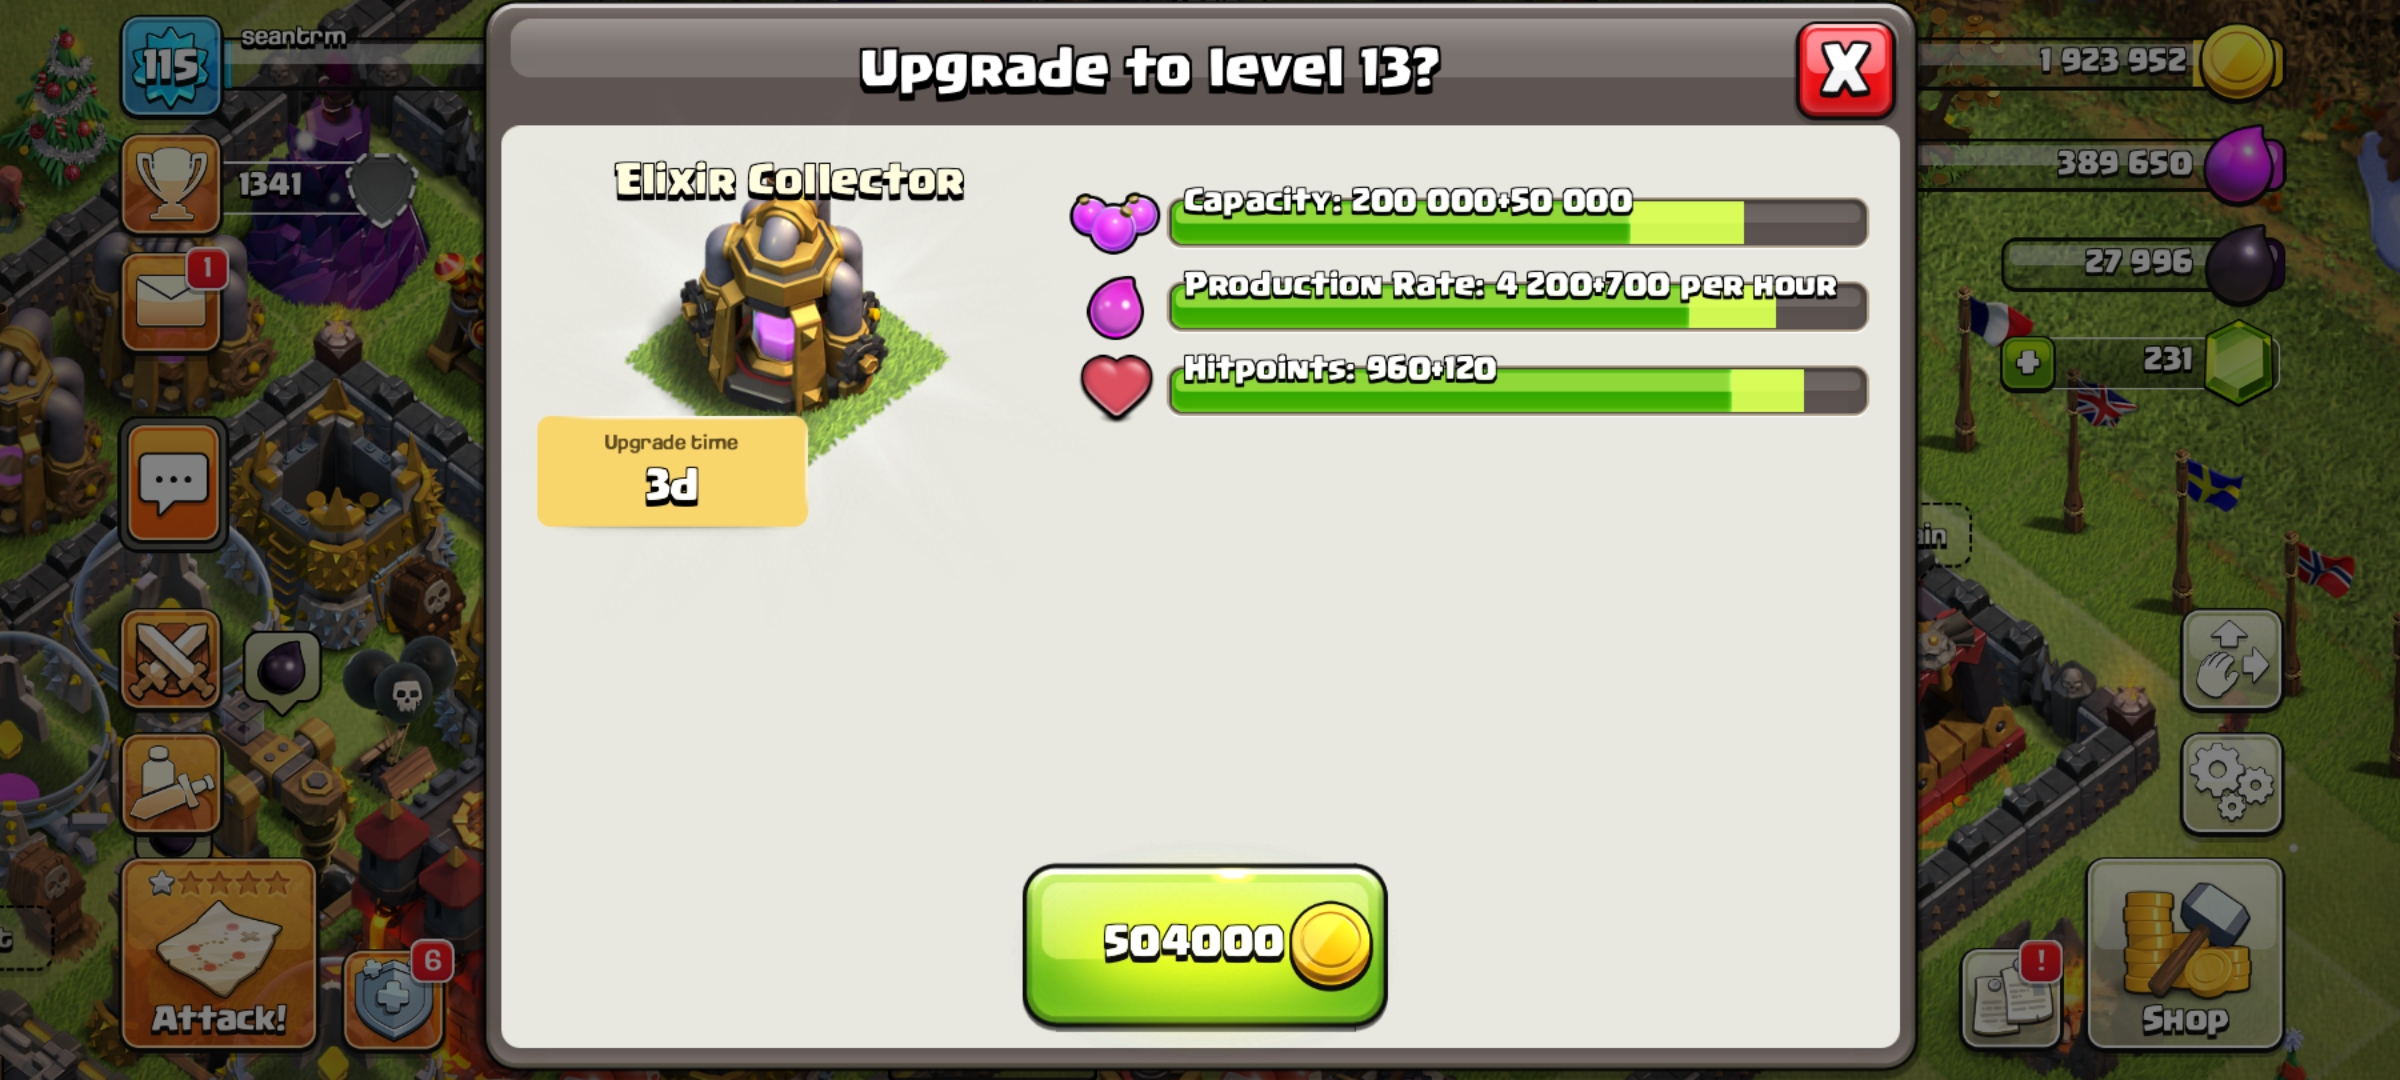 Upgrade to level 13?
X
115
seantrm
1341
1
Elixir Collector
Upgrade time
3d
Capacity: 200 000+50 000
Production Rate: 4 200+700 per hour
Hitpoints: 960+120
504000
1 923 952
389 650
27 996
231
Attack!
6
!
Shop